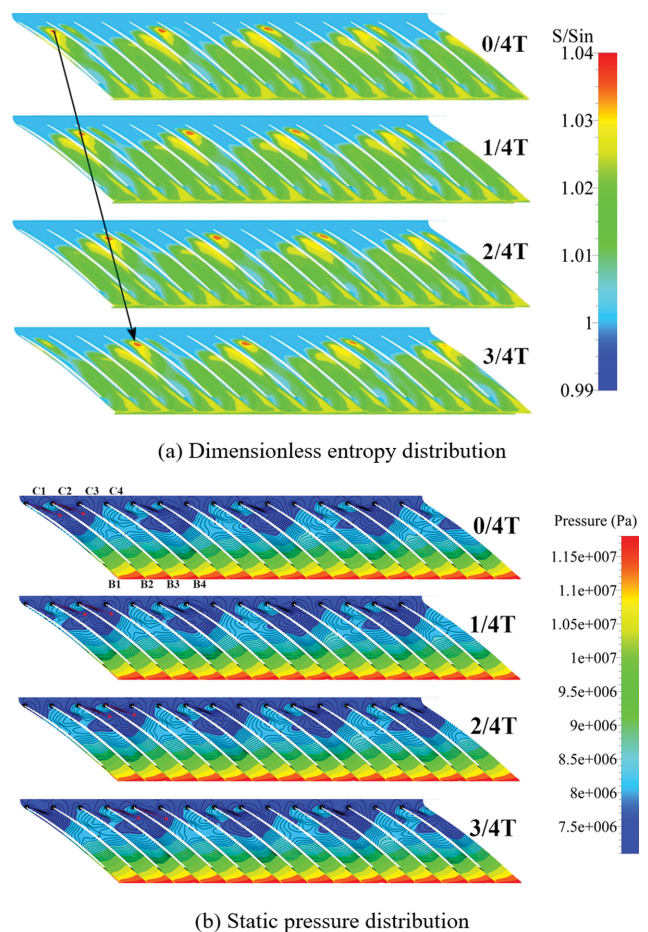 0/4T
S/Sin
1.04
1/4T
1.03
1.02
2/4T
1.01
1
3/4T
0.99
(a) Dimensionless entropy distribution
C1 C2 C3 C4
0/4T
Pressure (Pa)
B1 B2 B3 B4
1.15e+007
1.1e+007
1/4T
1.05e+007
1e+007
9.5e+006
2/4T
9e+006
8.5e+006
8e+006
3/4T
7.5e+006
(b) Static pressure distribution